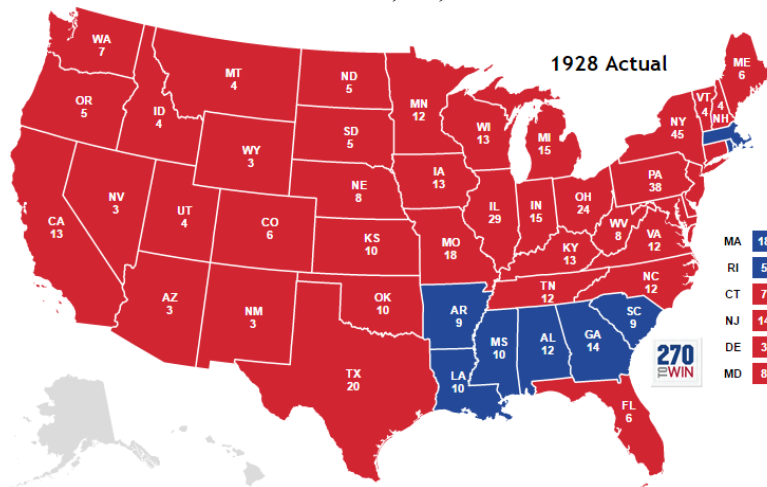 1928 Actual
WA
7
OR
5
CA
13
ID
4
NV
3
MT
4
WY
3
UT
4
AZ
3
CO
6
NM
3
ND
5
SD
5
NE
8
KS
10
OK
10
TX
20
MN
12
IA
13
MO
18
AR
9
LA
10
WI
13
IL
29
MS
10
MI
15
IN
15
KY
13
TN
12
AL
12
OH
24
WV
8
GA
14
FL
6
SC
9
NC
12
VA
12
PA
38
NY
45
VT
4
4
NH
ME
6
MA 18
RI 5
CT 7
NJ 14
DE 3
MD 8
270
TO WIN